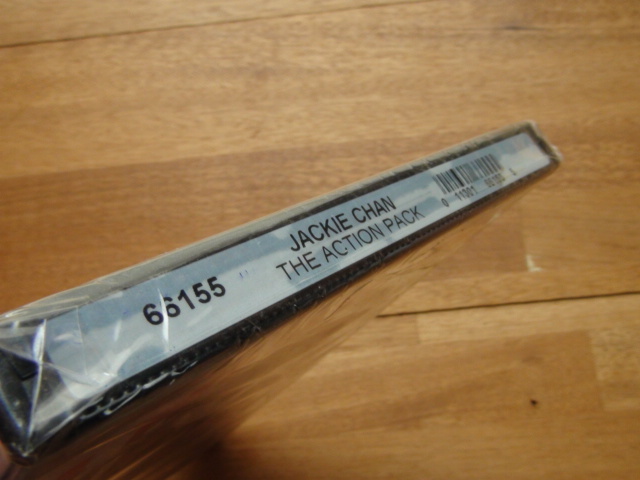 66155
JACKIE CHAN
THE ACTION PACK